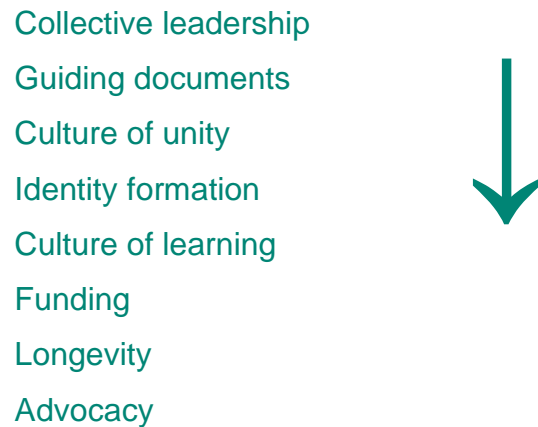 Collective leadership
Guiding documents
Culture of unity
Identity formation
Culture of learning
Funding
Longevity
Advocacy